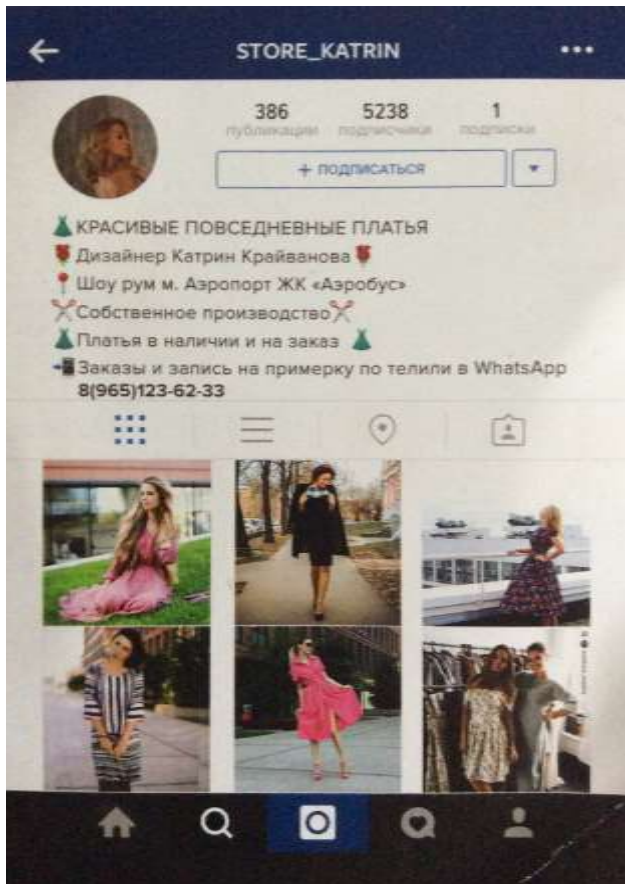 STORE_KATRIN
386 5238 1
публикации подписчики подписки
+ ПОДПИСАТЬСЯ
КРАСИВЫЕ ПОВСЕДНЕВНЫЕ ПЛАТЬЯ
Дизайнер Катрин Крайванова
Шоу рум м. Аэропорт ЖК «Аэробус»
Собственное производство
Платья в наличии и на заказ
Заказы и запись на примерку по телили в WhatsApp
8(965)123-62-33